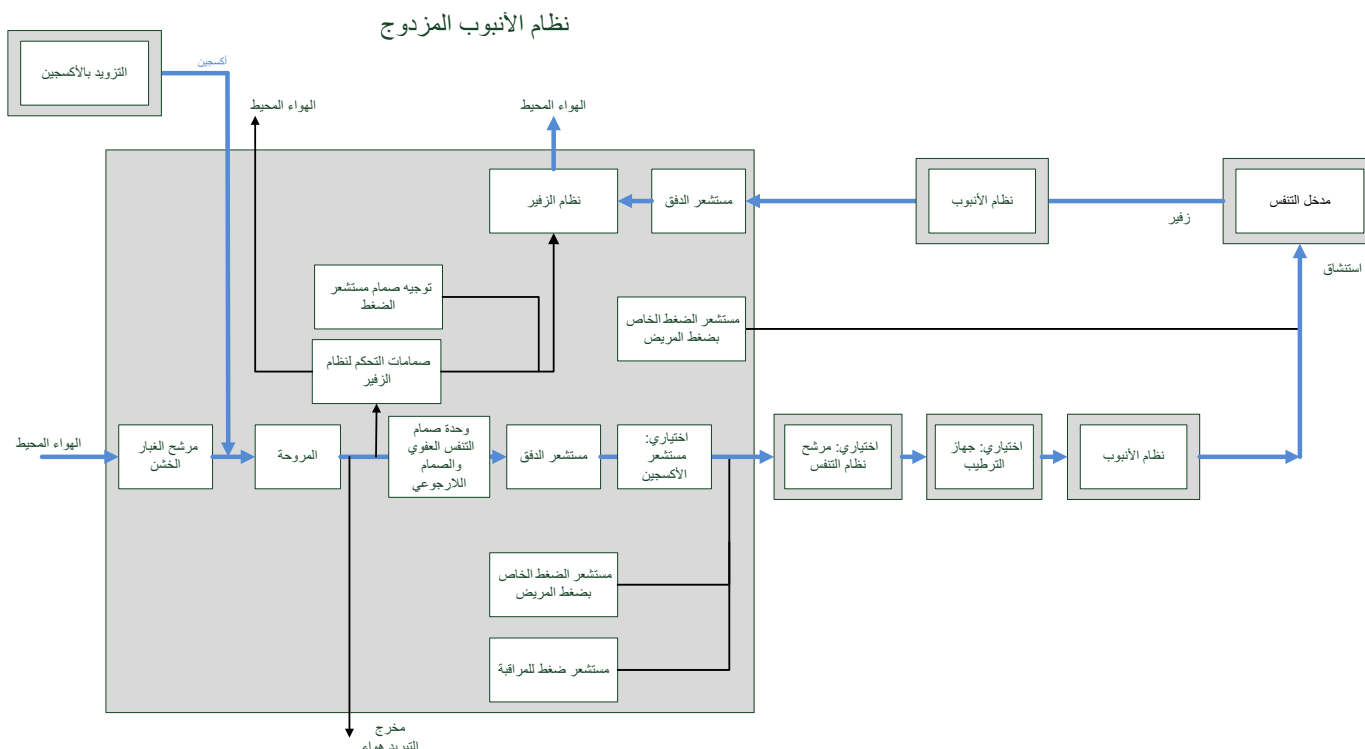 نظام الأنبوب المزدوج
التزويد بالأكسجين
أكسجين
الهواء المحيط
الهواء المحيط
نظام الزفير
مستشعر الدفق
نظام الأنبوب
زفير
مدخل التنفس
استنشاق
توجيه صمام مستشعر
الضغط
مستشعر الضغط الخاص
بضغط المريض
صمامات التحكم لنظام
الزفير
الهواء المحيط
مرشح الغبار
الخشن
المروحة
وحدة صمام
التنفس العفوي
والصمام
اللارجوعي
مستشعر الدفق
اختياري:
مستشعر
الأكسجين
اختياري: مرشح
نظام التنفس
اختياري: جهاز
الترطيب
نظام الأنبوب
مستشعر الضغط الخاص
بضغط المريض
مستشعر ضغط للمراقبة
مخرج
التبريد هواء